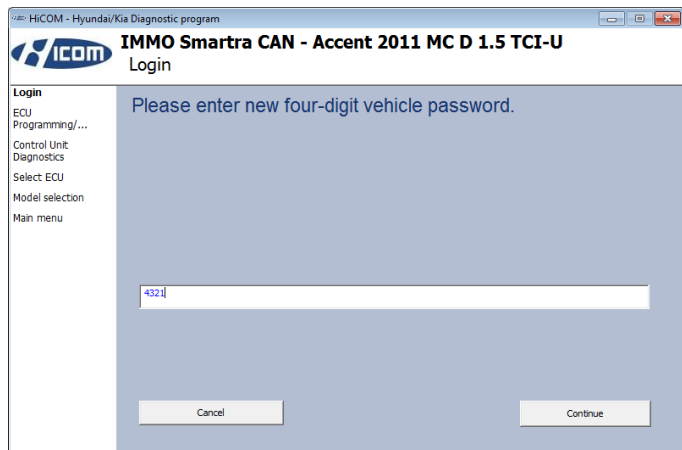 HiCOM - Hyundai/Kia Diagnostic program
HICOM
IMMO Smartra CAN - Accent 2011 MC D 1.5 TCI-U
Login
Login
ECU
Programming/...
Control Unit
Diagnostics
Select ECU
Model selection
Main menu
Please enter new four-digit vehicle password.
4321
Cancel
Continue